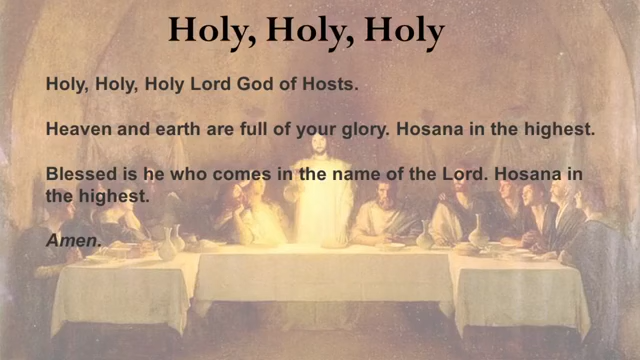 Holy, Holy, Holy
Holy, Holy, Holy Lord God of Hosts.
Heaven and earth are full of your glory. Hosana in the highest.
Blessed is he who comes in the name of the Lord. Hosana in
the highest.
Amen.